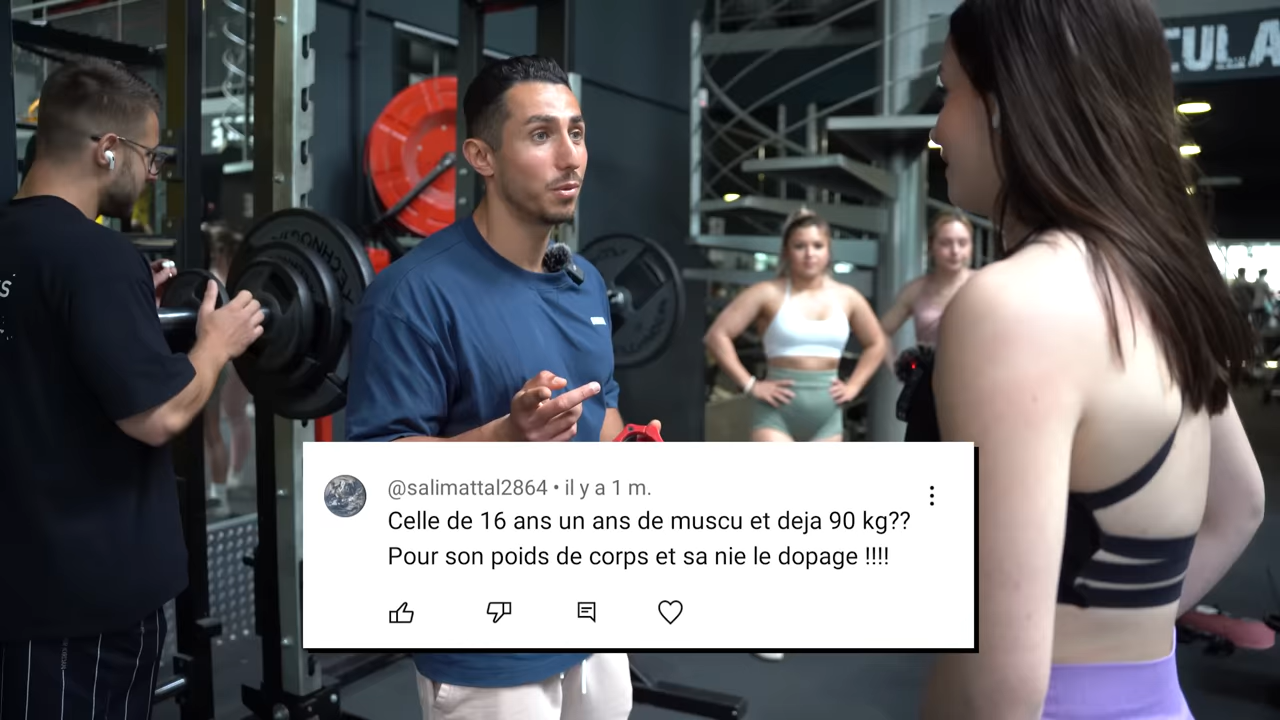 CULA
@salimattal2864 • il y a 1 m.
Celle de 16 ans un ans de muscu et deja 90 kg??
Pour son poids de corps et sa nie le dopage !!!!